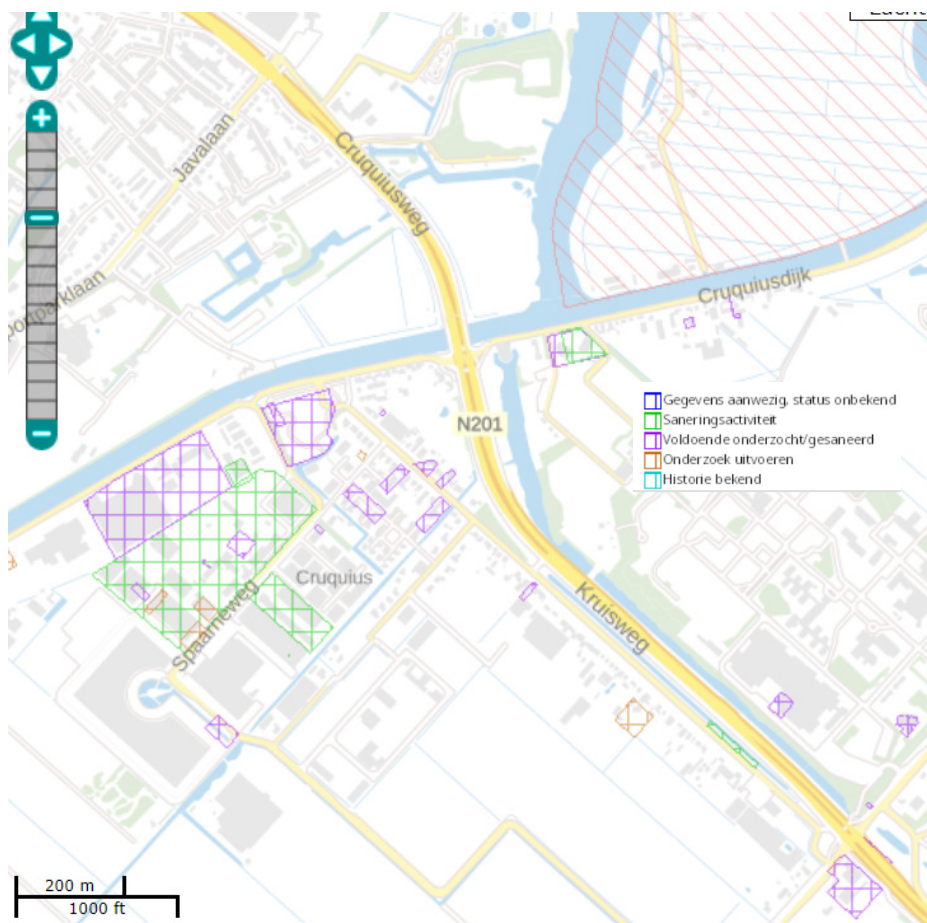 Javalaan
Cruquiusweg
Cruquiusdijk
N201
Gegevens aanwezig, status onbekend
Saneringsactiviteit
Voldoende onderzocht/gesaneerd
Onderzoek uitvoeren
Historie bekend
Cruquius
Spaarneweg
Kruisweg
200 m
1000 ft